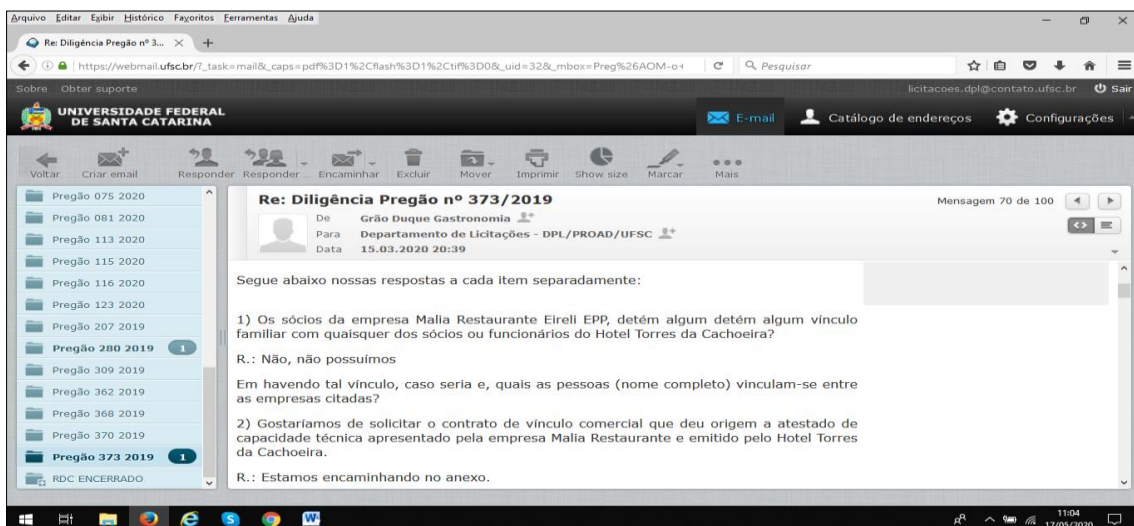 Arquivo Editar Exibir Histórico Favoritos Ferramentas Ajuda
Re: Diligência Pregão nº 3...
https://webmail.ufsc.br/?_task=mail&_caps=pdf%3D1%2Cflash%3D1%2Ctif%3D0&_uid=32&_mbox=Preg%26AOM-o+
Pesquisar
Sobre Obter suporte
licitacoes.dpl@contato.ufsc.br Sair
UNIVERSIDADE FEDERAL
DE SANTA CATARINA
E-mail Catálogo de endereços Configurações
Voltar Criar email Responder Responder ... Encaminhar Excluir Mover Imprimir Show size Marcar Mais
Pregão 075 2020
Pregão 081 2020
Pregão 113 2020
Pregão 115 2020
Pregão 116 2020
Pregão 123 2020
Pregão 207 2019
Pregão 280 2019 1
Pregão 309 2019
Pregão 362 2019
Pregão 368 2019
Pregão 370 2019
Pregão 373 2019 1
RDC ENCERRADO
Re: Diligência Pregão nº 373/2019
Mensagem 70 de 100
De Grão Duque Gastronomia
Para Departamento de Licitações - DPL/PROAD/UFSC
Data 15.03.2020 20:39
Segue abaixo nossas respostas a cada item separadamente:
1) Os sócios da empresa Malia Restaurante Eireli EPP, detém algum detém algum vínculo
familiar com quaisquer dos sócios ou funcionários do Hotel Torres da Cachoeira?
R.: Não, não possuímos
Em havendo tal vínculo, caso seria e, quais as pessoas (nome completo) vinculam-se entre
as empresas citadas?
2) Gostaríamos de solicitar o contrato de vínculo comercial que deu origem a atestado de
capacidade técnica apresentado pela empresa Malia Restaurante e emitido pelo Hotel Torres
da Cachoeira.
R.: Estamos encaminhando no anexo.
11:04
17/05/2020